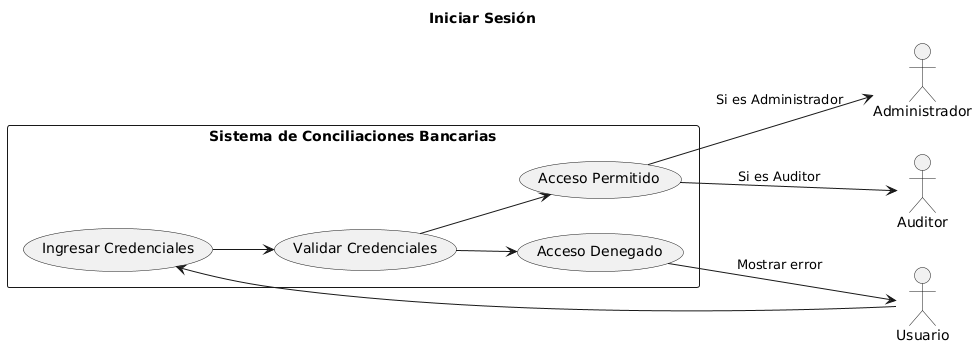 Iniciar Sesión
Si es Administrador
Administrador
Sistema de Conciliaciones Bancarias
Acceso Permitido
Si es Auditor
Auditor
Ingresar Credenciales
Validar Credenciales
Acceso Denegado
Mostrar error
Usuario